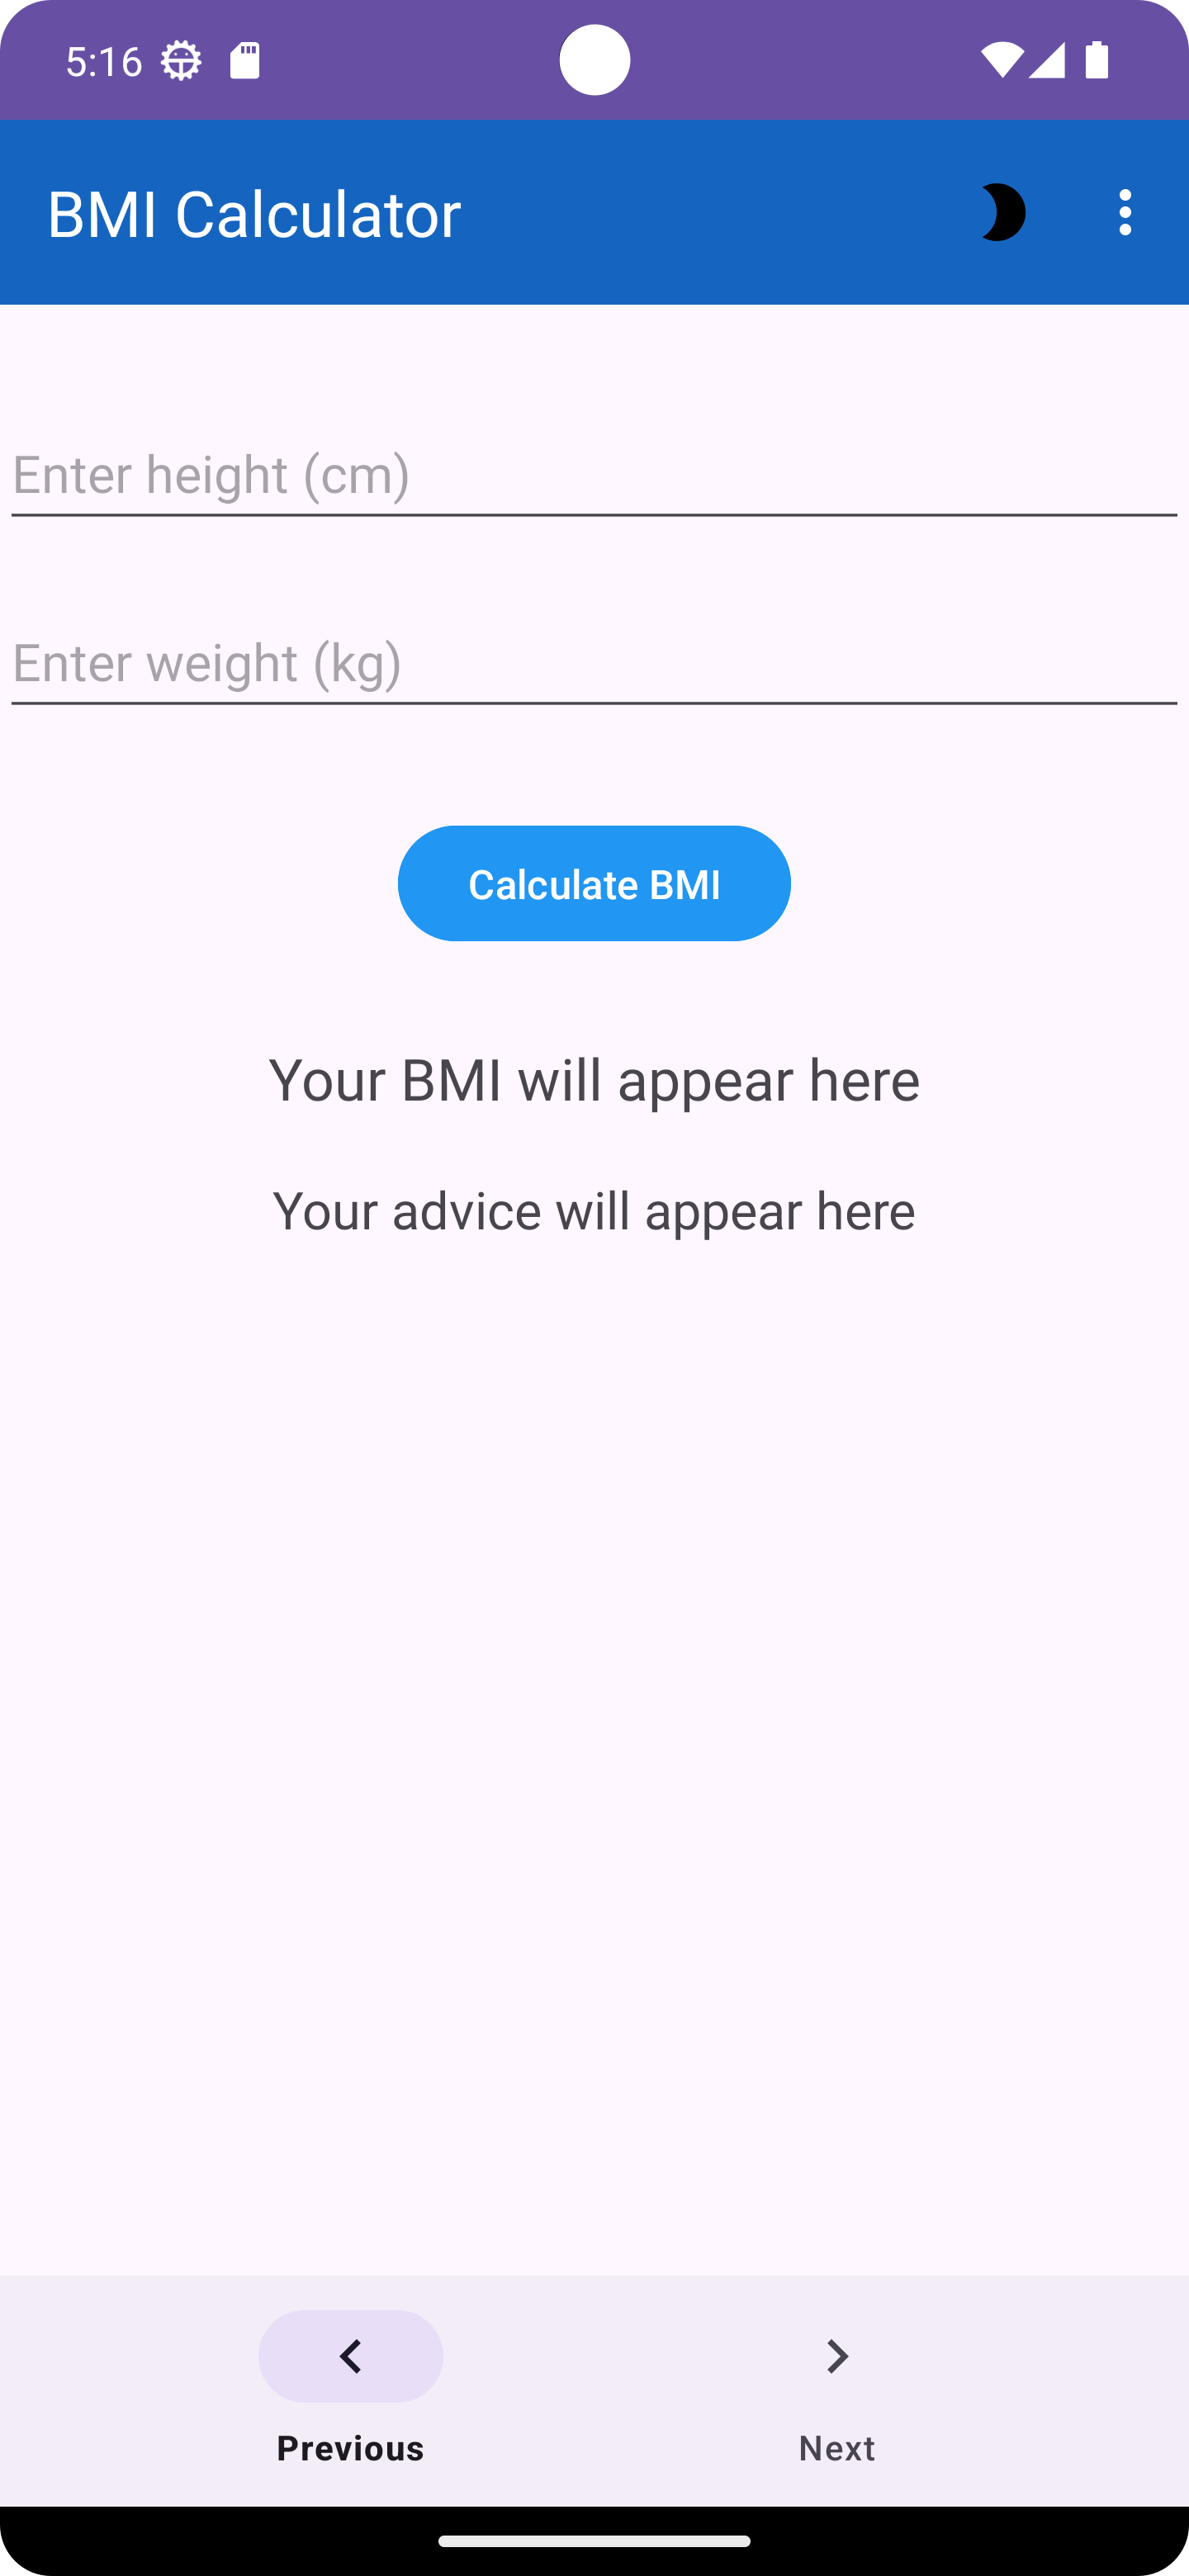 5:16
BMI Calculator
Enter height (cm)
Enter weight (kg)
Calculate BMI
Your BMI will appear here
Your advice will appear here
Previous
Next